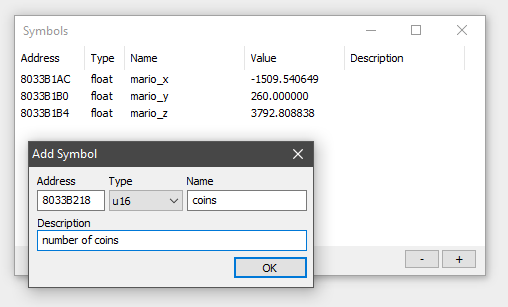 Symbols
Address Type Name Value Description
8033B1AC float mario_x -1509.540649
8033B1B0 float mario_y 260.000000
8033B1B4 float mario_z 3792.808838
Add Symbol
Address Type Name
8033B218 u16 coins
Description
number of coins
OK
- +